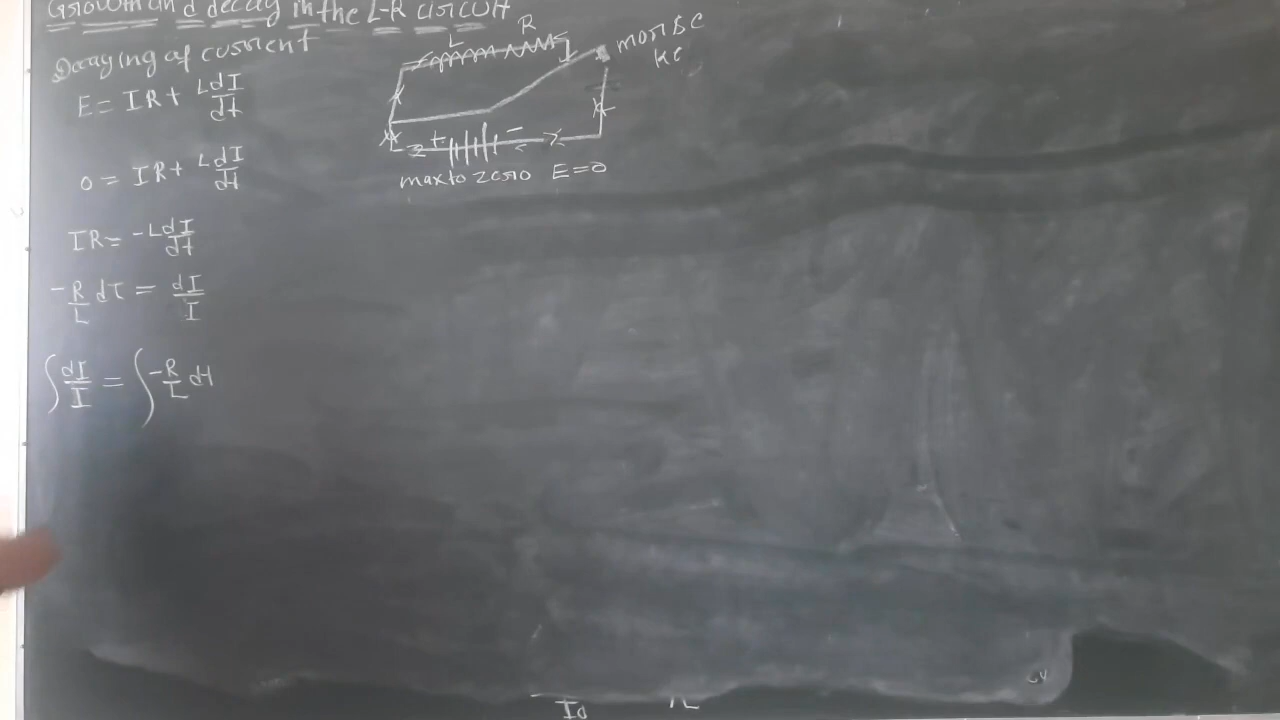 Growth and decay in the L-R circuit
Decaying of current
E = IR + LdI/dt
0 = IR + LdI/dt
IR = -LdI/dt
-R/L dt = dI/I
∫dI/I = ∫-R/L dt
L R
+ -
max to zero E=0
Io